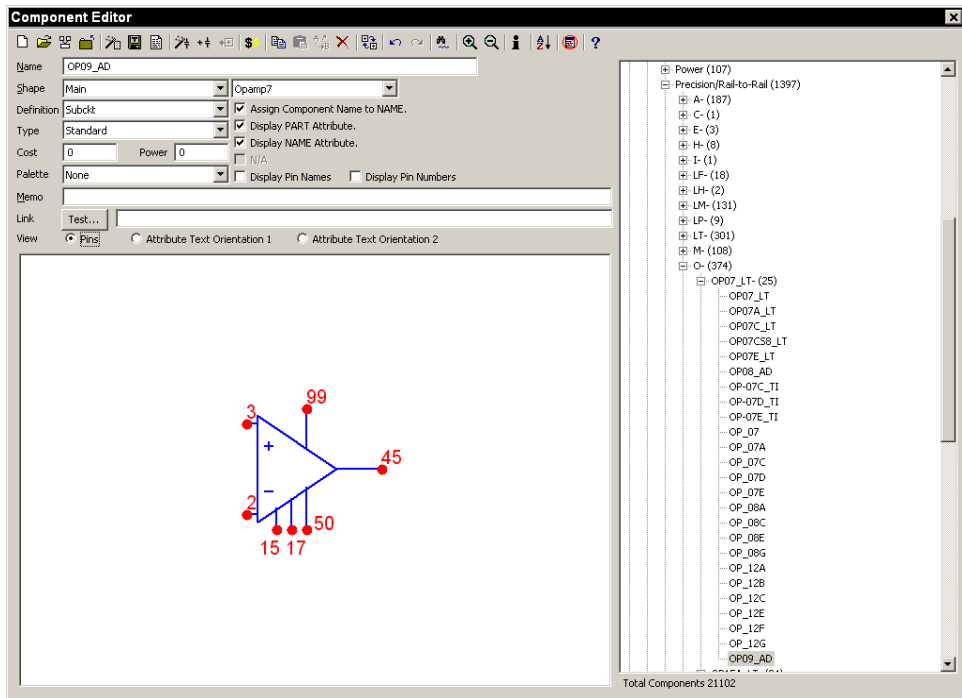 Component Editor
Name OP09_AD
Shape Main Opamp7
Definition Subckt Assign Component Name to NAME.
Type Standard Display PART Attribute.
Display NAME Attribute.
Cost 0 Power 0 N/A
Palette None Display Pin Names Display Pin Numbers
Memo
Link Test...
View Pins Attribute Text Orientation 1 Attribute Text Orientation 2
99
3
+
45
−
2
50
15 17
Power (107)
Precision/Rail-to-Rail (1397)
A- (187)
C- (1)
E- (3)
H- (8)
I- (1)
LF- (18)
LH- (2)
LM- (131)
LP- (9)
LT- (301)
M- (108)
O- (374)
OP07_LT- (25)
OP07_LT
OP07A_LT
OP07C_LT
OP07CS8_LT
OP07E_LT
OP08_AD
OP-07C_TI
OP-07D_TI
OP-07E_TI
OP_07
OP_07A
OP_07C
OP_07D
OP_07E
OP_08A
OP_08C
OP_08E
OP_08G
OP_12A
OP_12B
OP_12C
OP_12E
OP_12F
OP_12G
OP09_AD
Total Components 21102